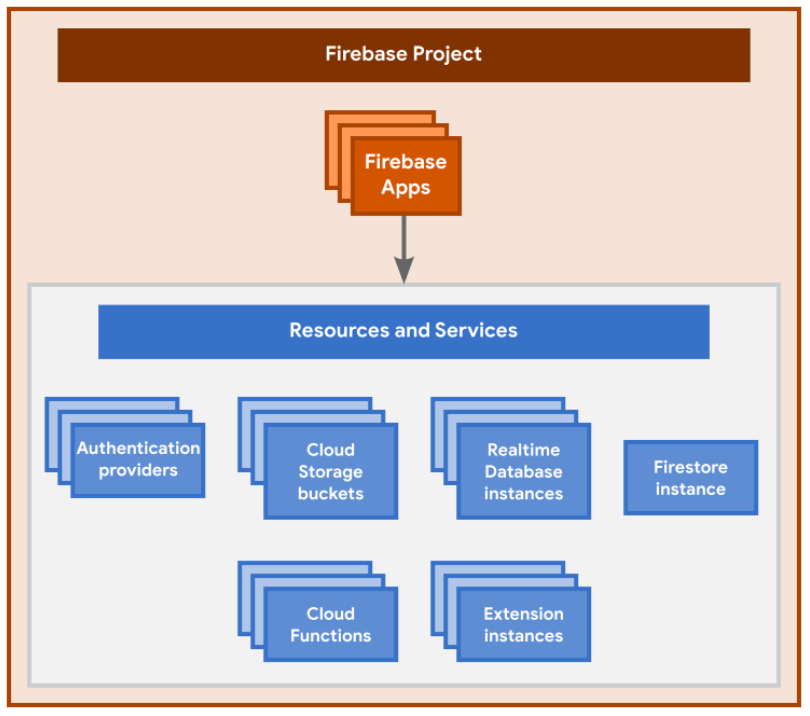 Firebase Project
Firebase
Apps
Resources and Services
Authentication
providers
Cloud
Storage
buckets
Realtime
Database
instances
Firestore
instance
Cloud
Functions
Extension
instances